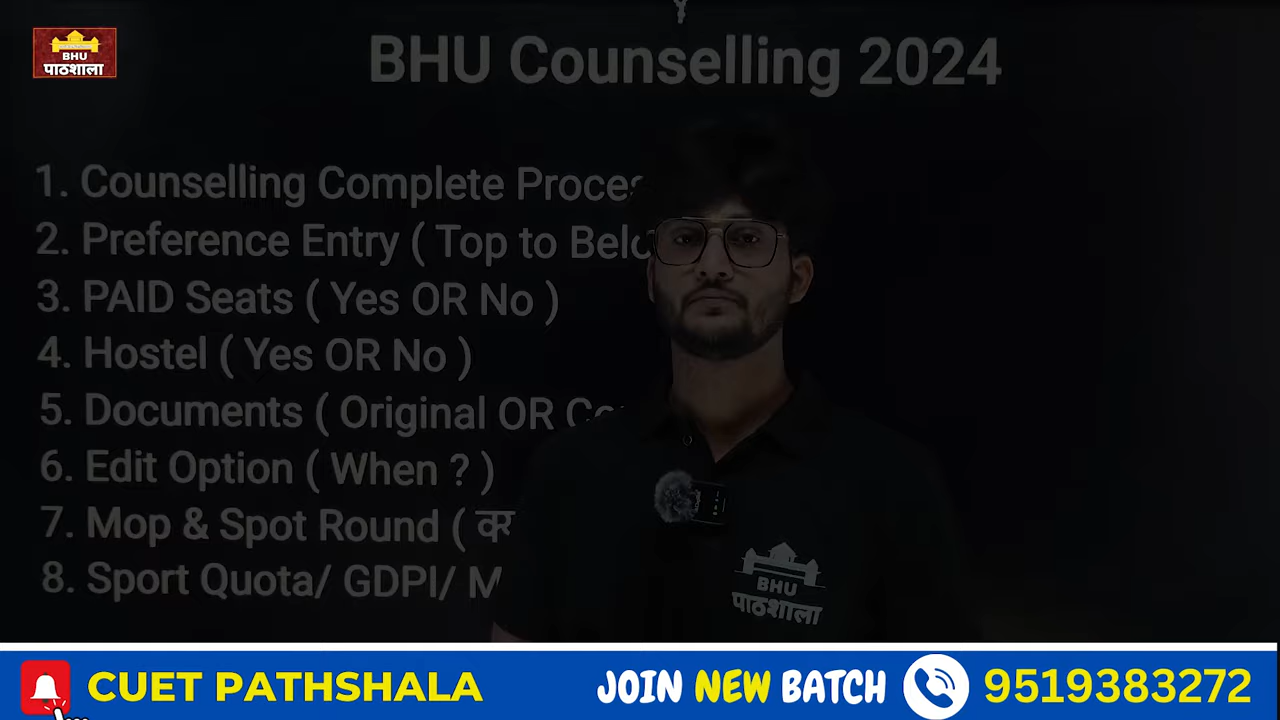 BHU
पाठशाला
BHU Counselling 2024
1. Counselling Complete
2. Preference Entry ( Top to
3. PAID Seats ( Yes OR No )
4. Hostel ( Yes OR No )
5. Documents ( Original OR
6. Edit Option ( When ? )
7. Mop & Spot Round (
8. Sport Quota/ GDPI/
BHU
पाठशाला
CUET PATHSHALA
JOIN NEW BATCH
9519383272